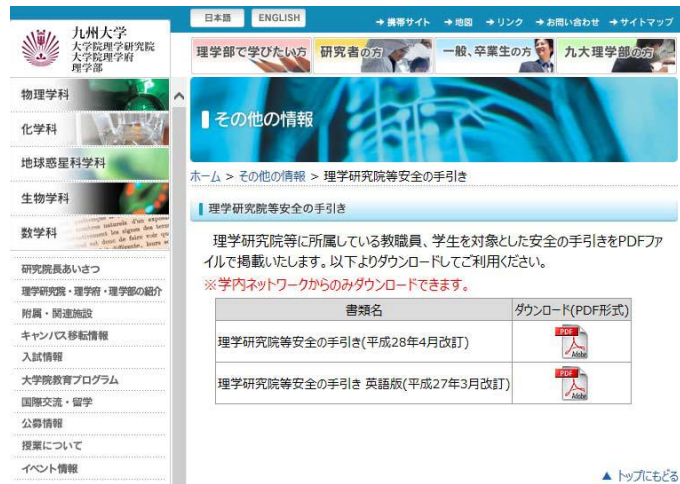 九州大学
大学院理学研究院
大学院理学府
理学部
日本語
ENGLISH
→ 携帯サイト → 地図 → リンク → お問い合わせ → サイトマップ
理学部で学びたい方
研究者の方
一般、卒業生の方
九大理学部の方
物理学科
化学科
地球惑星科学科
生物学科
数学科
研究院長あいさつ
理学研究院・理学府・理学部の紹介
附属・関連施設
キャンパス移転情報
入試情報
大学院教育プログラム
国際交流・留学
公募情報
授業について
イベント情報
その他の情報
ホーム > その他の情報 > 理学研究院等安全の手引き
理学研究院等安全の手引き
理学研究院等に所属している教職員、学生を対象とした安全の手引きをPDFファ
イルで掲載いたします。以下よりダウンロードしてご利用ください。
※学内ネットワークからのみダウンロードできます。
書類名 ダウンロード(PDF形式)
理学研究院等安全の手引き(平成28年4月改訂) PDF Adobe
理学研究院等安全の手引き 英語版(平成27年3月改訂) PDF Adobe
▲ トップにもどる